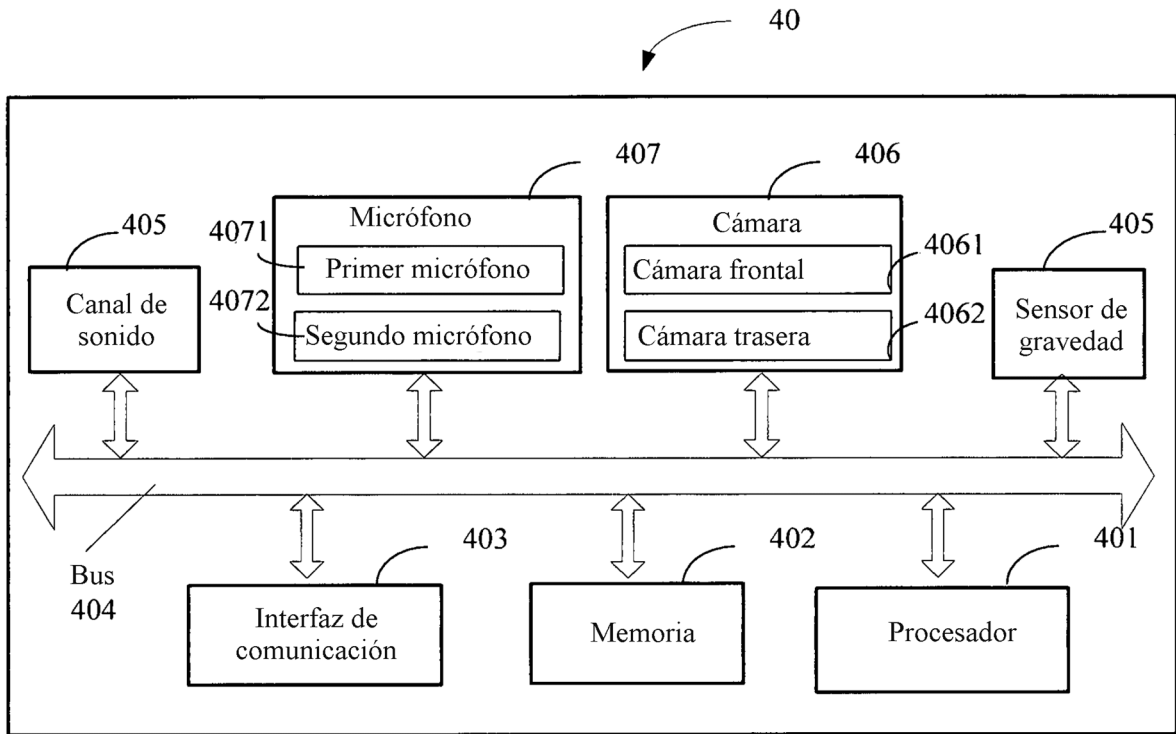 40
407
406
405
Micrófono
Cámara
405
4071
Primer micrófono
Cámara frontal
4061
Canal de
sonido
4072
Segundo micrófono
Cámara trasera
4062
Sensor de
gravedad
403
402
401
Bus
404
Interfaz de
comunicación
Memoria
Procesador